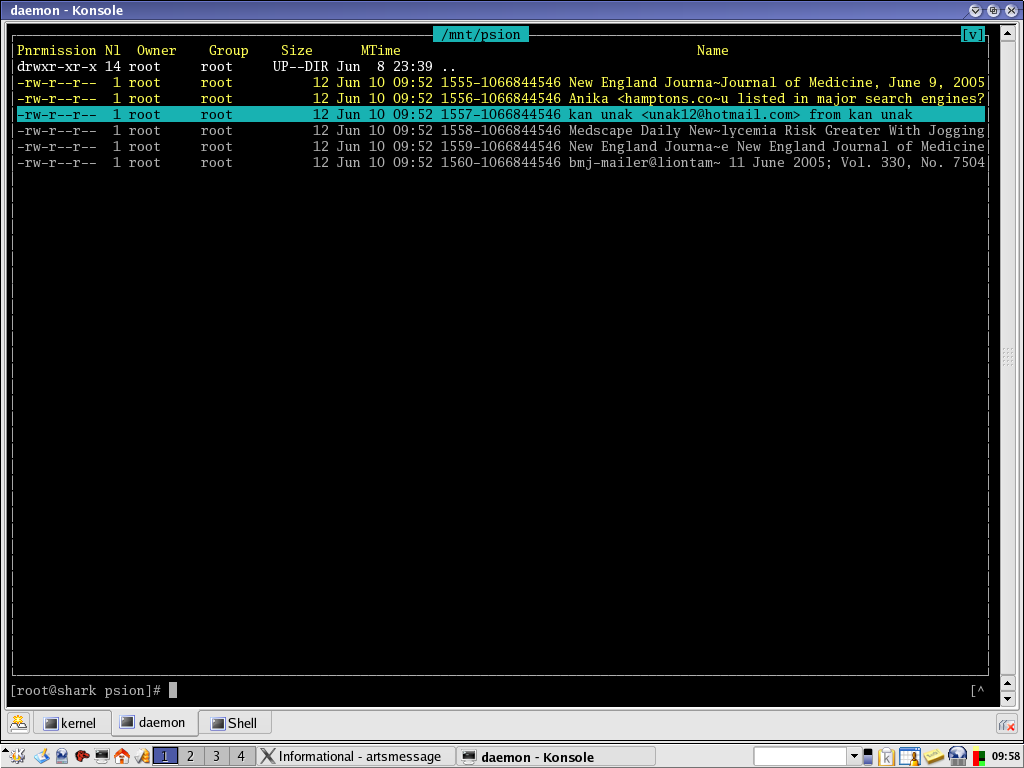 daemon - Konsole
/mnt/psion [v]
Pnrmission Nl Owner Group Size MTime Name
drwxr-xr-x 14 root root UP--DIR Jun 8 23:39 ..
-rw-r--r-- 1 root root 12 Jun 10 09:52 1555-1066844546 New England Journa~Journal of Medicine, June 9, 2005
-rw-r--r-- 1 root root 12 Jun 10 09:52 1556-1066844546 Anika <hamptons.co~u listed in major search engines?
-rw-r--r-- 1 root root 12 Jun 10 09:52 1557-1066844546 kan unak <unak12@hotmail.com> from kan unak
-rw-r--r-- 1 root root 12 Jun 10 09:52 1558-1066844546 Medscape Daily New~lycemia Risk Greater With Jogging
-rw-r--r-- 1 root root 12 Jun 10 09:52 1559-1066844546 New England Journa~e New England Journal of Medicine
-rw-r--r-- 1 root root 12 Jun 10 09:52 1560-1066844546 bmj-mailer@liontam~ 11 June 2005; Vol. 330, No. 7504
[root@shark psion]# [^
kernel daemon Shell
1 2 3 4 Informational - artsmessage daemon - Konsole 09:58